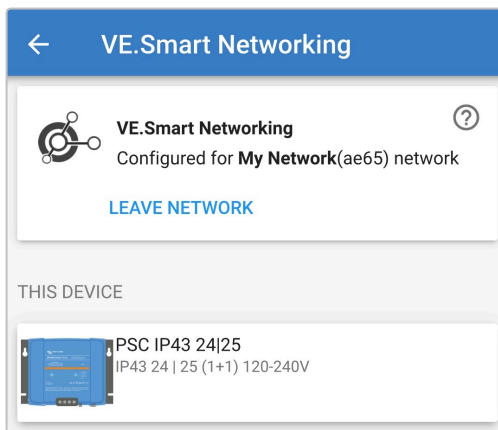 VE.Smart Networking
VE.Smart Networking
Configured for My Network(ae65) network
LEAVE NETWORK
THIS DEVICE
PSC IP43 24|25
IP43 24 | 25 (1+1) 120-240V